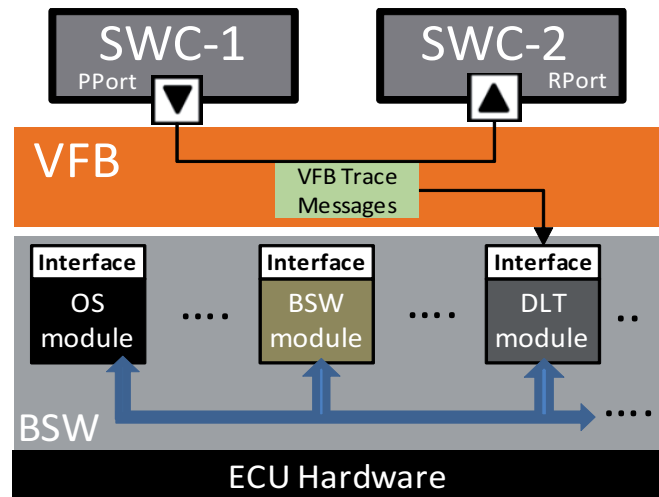 SWC-1
PPort
SWC-2
RPort
VFB
VFB Trace
Messages
Interface
OS
module
....
Interface
BSW
module
....
Interface
DLT
module
..
....
BSW
ECU Hardware